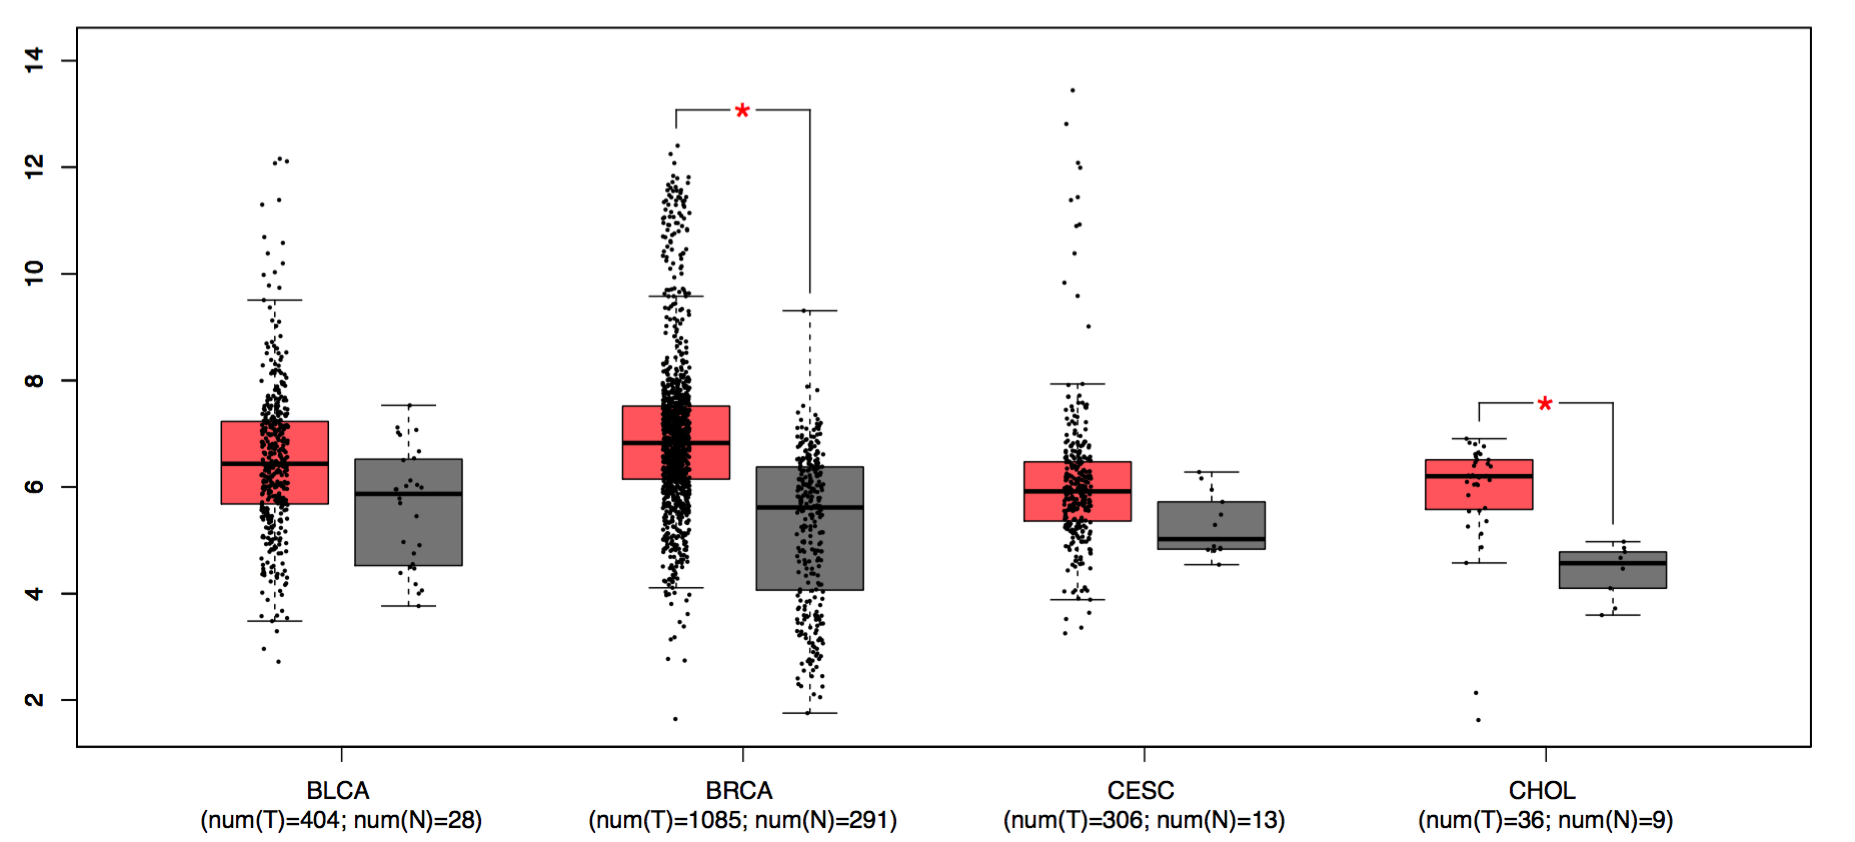 14
12
10
8
6
4
2
*
*
BLCA
(num(T)=404; num(N)=28)
BRCA
(num(T)=1085; num(N)=291)
CESC
(num(T)=306; num(N)=13)
CHOL
(num(T)=36; num(N)=9)